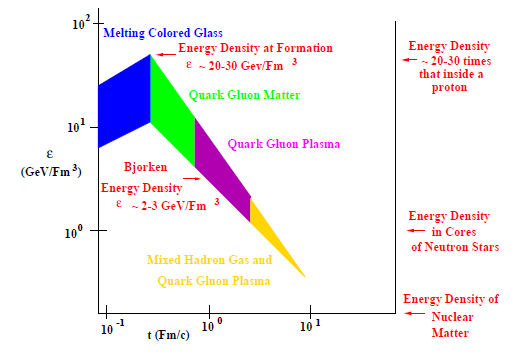 10²
Melting Colored Glass
Energy Density at Formation
ε ~ 20-30 Gev/Fm 3
Energy Density
~ 20-30 times
that inside a
proton
Quark Gluon Matter
10¹
Quark Gluon Plasma
ε
(GeV/Fm 3)
Bjorken
Energy Density
ε ~ 2-3 GeV/Fm 3
Energy Density
in Cores
of Neutron Stars
10⁰
Mixed Hadron Gas and
Quark Gluon Plasma
Energy Density of
Nuclear
Matter
10 -1
10 0
10 1
t (Fm/c)